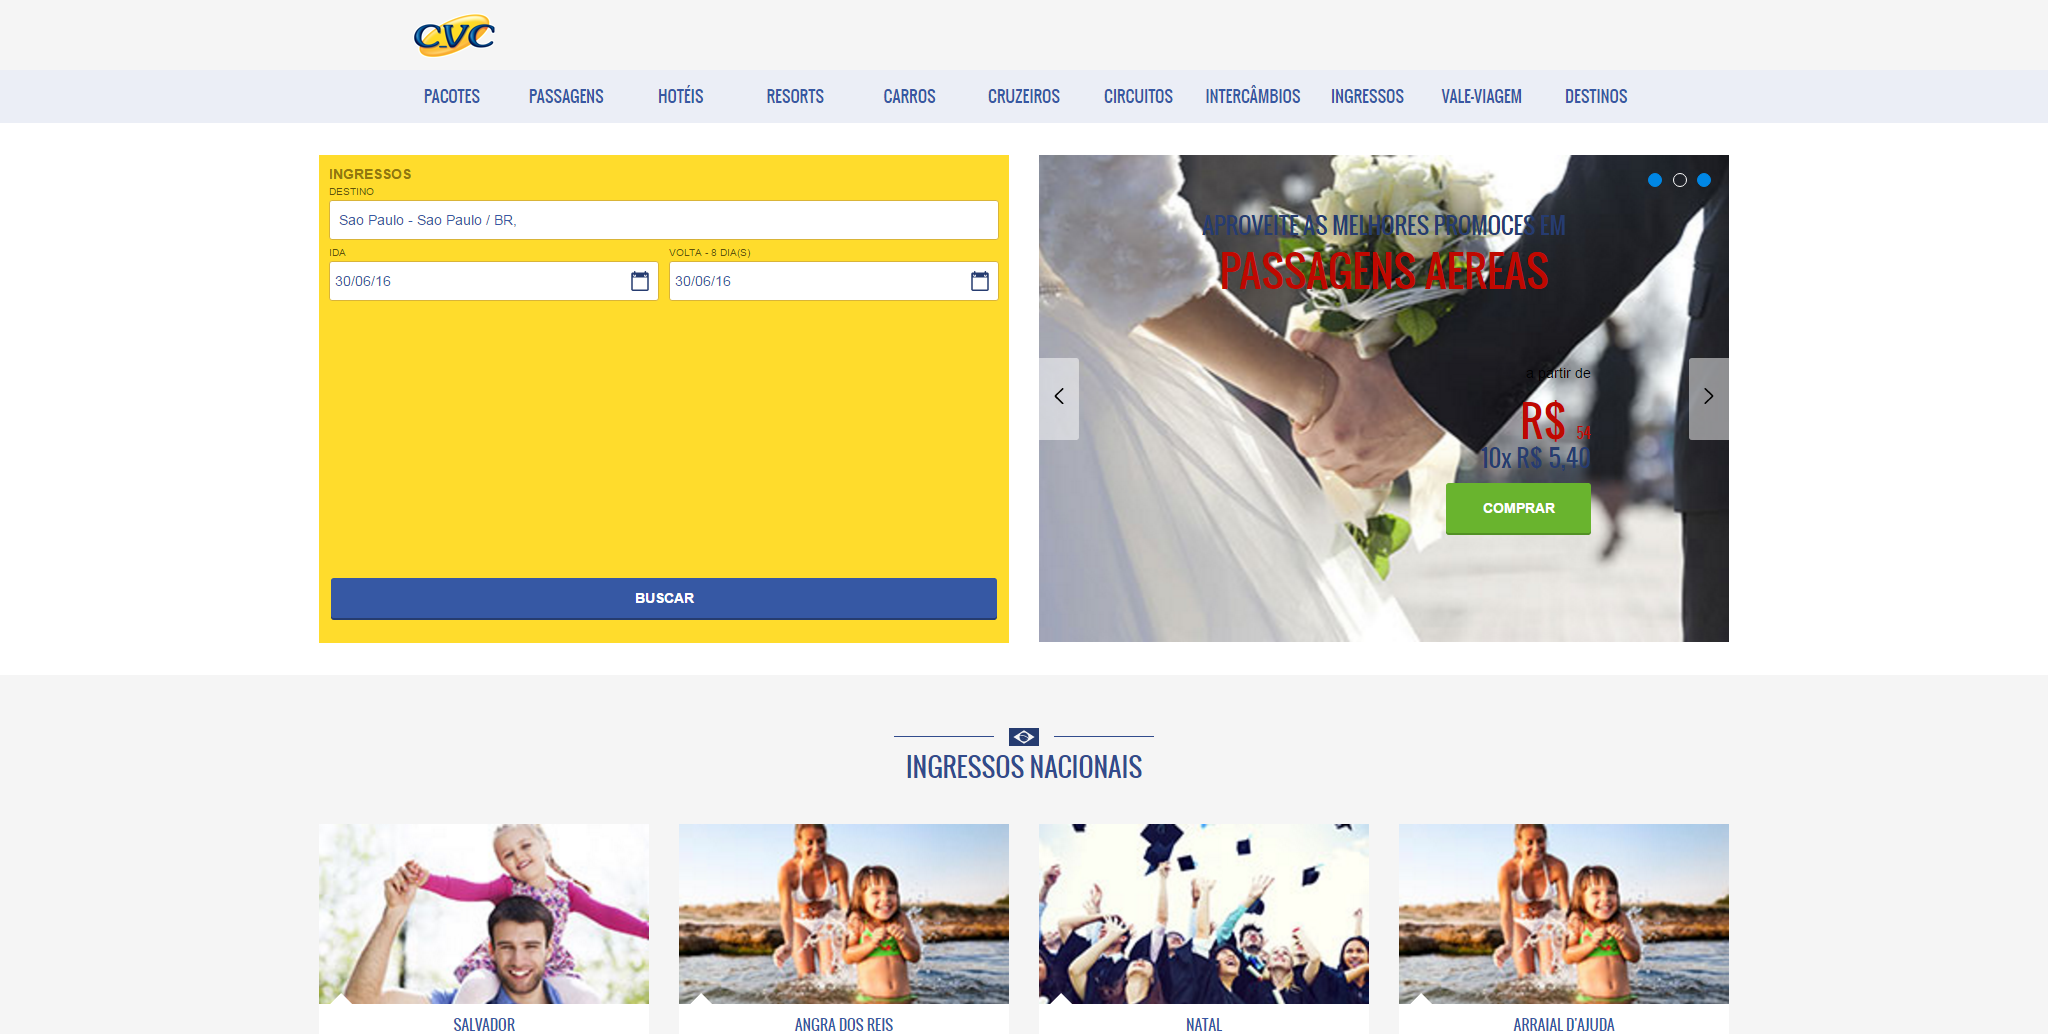 CVC
PACOTES PASSAGENS HOTÉIS RESORTS CARROS CRUZEIROS CIRCUITOS INTERCÂMBIOS INGRESSOS VALE-VIAGEM DESTINOS
INGRESSOS
DESTINO
Sao Paulo - Sao Paulo / BR,
IDA
VOLTA - 8 DIA(S)
30/06/16
30/06/16
BUSCAR
APROVEITE AS MELHORES PROMOCES EM
PASSAGENS AEREAS
a partir de
R$ 54
10x R$ 5,40
COMPRAR
INGRESSOS NACIONAIS
SALVADOR
ANGRA DOS REIS
NATAL
ARRAIAL D'AJUDA